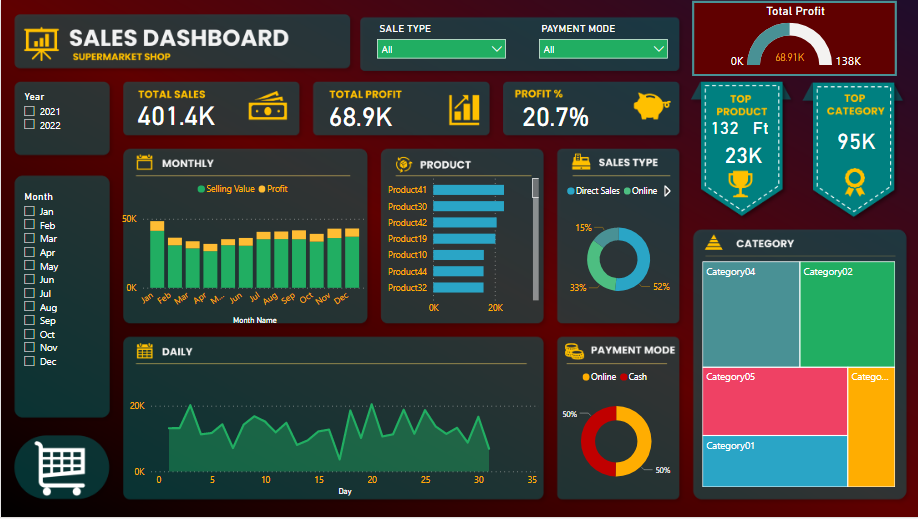 SALES DASHBOARD
SUPERMARKET SHOP
SALE TYPE
All
PAYMENT MODE
All
Total Profit
0K
68.91K
138K
Year
2021
2022
TOTAL SALES
401.4K
TOTAL PROFIT
68.9K
PROFIT %
20.7%
TOP
PRODUCT
132 Ft
23K
TOP
CATEGORY
95K
Month
Jan
Feb
Mar
Apr
May
Jun
Jul
Aug
Sep
Oct
Nov
Dec
MONTHLY
Selling Value
Profit
50K
0K
Jan
Feb
Mar
Apr
M...
Jun
Jul
Aug
Sep
Oct
Nov
Dec
Month Name
PRODUCT
Product41
Product30
Product42
Product19
Product10
Product44
Product32
0K
20K
SALES TYPE
Direct Sales
Online
15%
33%
52%
CATEGORY
Category04
Category02
Category05
Catego...
Category01
DAILY
20K
0K
0
5
10
15
20
25
30
35
Day
PAYMENT MODE
Online
Cash
50%
50%